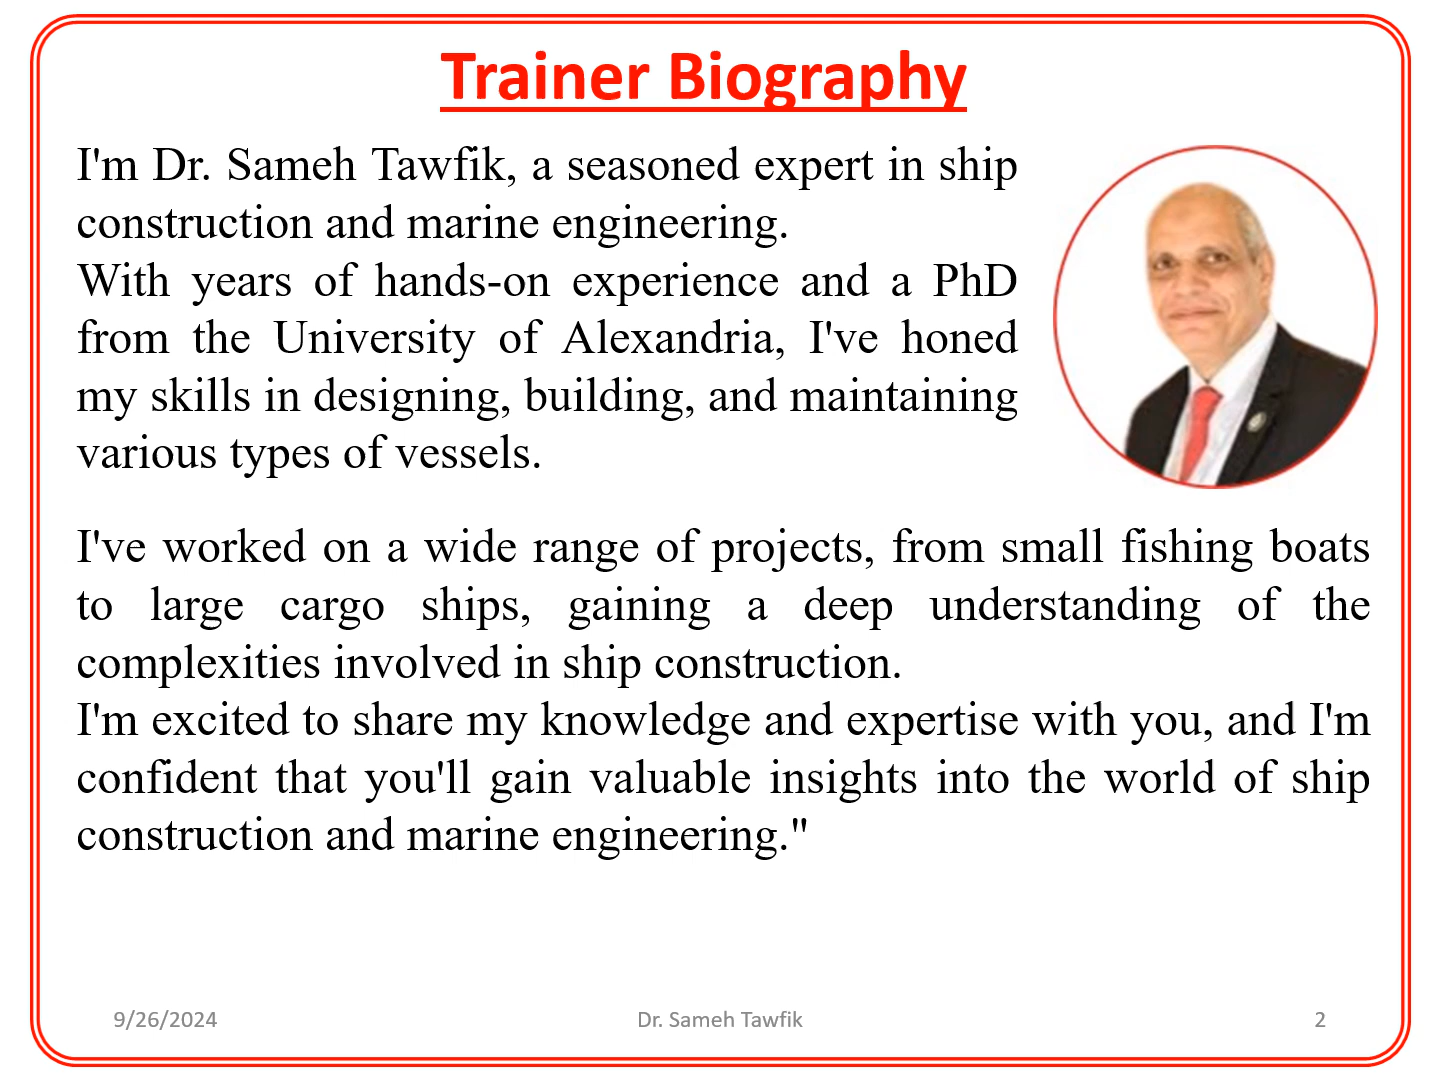 Trainer Biography
I'm Dr. Sameh Tawfik, a seasoned expert in ship
construction and marine engineering.
With years of hands-on experience and a PhD
from the University of Alexandria, I've honed
my skills in designing, building, and maintaining
various types of vessels.
I've worked on a wide range of projects, from small fishing boats
to large cargo ships, gaining a deep understanding of the
complexities involved in ship construction.
I'm excited to share my knowledge and expertise with you, and I'm
confident that you'll gain valuable insights into the world of ship
construction and marine engineering."
9/26/2024
Dr. Sameh Tawfik
2